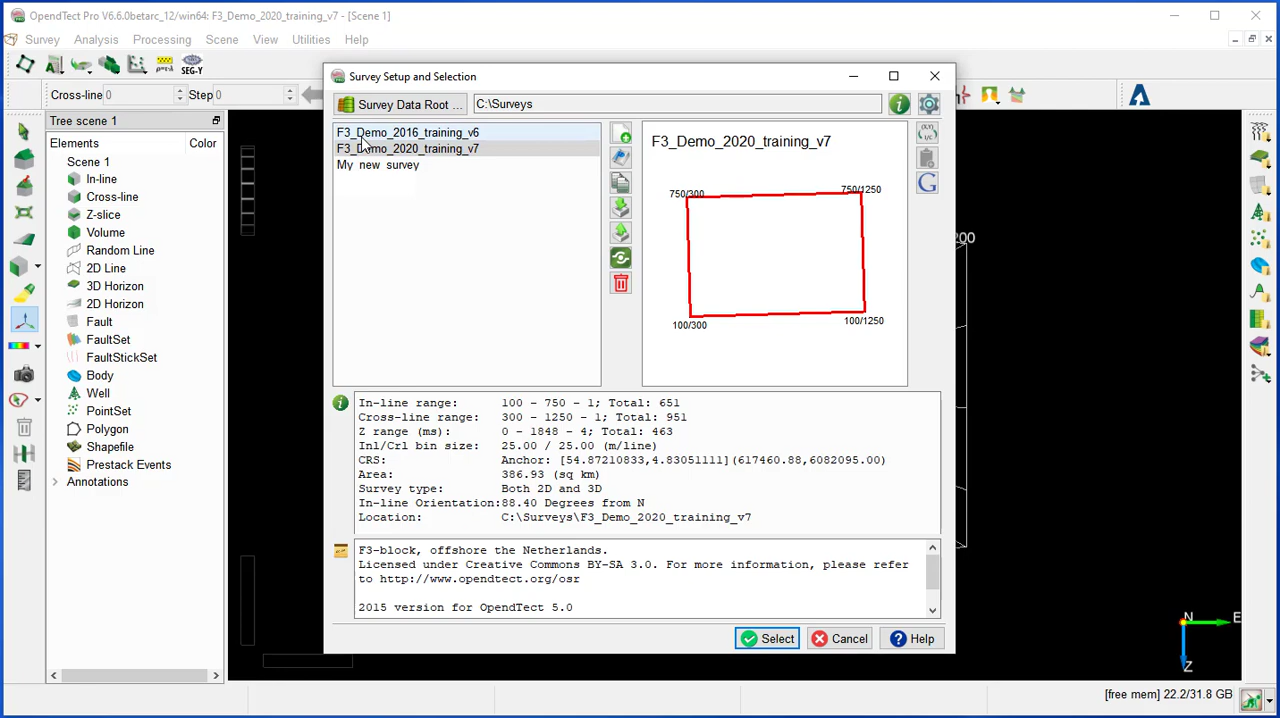 OpendTect Pro V6.6.0betarc_12/win64: F3_Demo_2020_training_v7 - [Scene 1]
Survey Analysis Processing Scene View Utilities Help
SEG-Y
Cross-line 0 Step 0
Tree scene 1
Elements Color
Scene 1
In-line
Cross-line
Z-slice
Volume
Random Line
2D Line
3D Horizon
2D Horizon
Fault
FaultSet
FaultStickSet
Body
Well
PointSet
Polygon
Shapefile
Prestack Events
Annotations
Survey Setup and Selection
Survey Data Root ... C:\Surveys
F3_Demo_2016_training_v6
F3_Demo_2020_training_v7
My new survey
F3_Demo_2020_training_v7
750/300 750/1250
100/300 100/1250
In-line range: 100 - 750 - 1; Total: 651
Cross-line range: 300 - 1250 - 1; Total: 951
Z range (ms): 0 - 1848 - 4; Total: 463
Inl/Crl bin size: 25.00 / 25.00 (m/line)
CRS: Anchor: [54.87210833,4.83051111](617460.88,6082095.00)
Area: 386.93 (sq km)
Survey type: Both 2D and 3D
In-line Orientation:88.40 Degrees from N
Location: C:\Surveys\F3_Demo_2020_training_v7
F3-block, offshore the Netherlands.
Licensed under Creative Commons BY-SA 3.0. For more information, please refer
to http://www.opendtect.org/osr
2015 version for OpendTect 5.0
Select Cancel Help
N
E
Z
[free mem] 22.2/31.8 GB